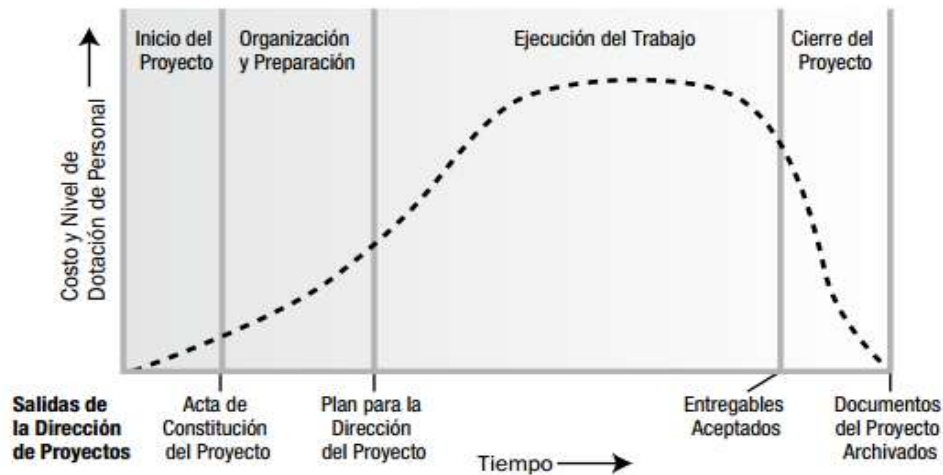 Inicio del
Proyecto
Organización
y Preparación
Ejecución del Trabajo
Cierre del
Proyecto
Costo y Nivel de
Dotación de Personal
Salidas de
la Dirección
de Proyectos
Acta de
Constitución
del Proyecto
Plan para la
Dirección
del Proyecto
Entregables
Aceptados
Documentos
del Proyecto
Archivados
Tiempo